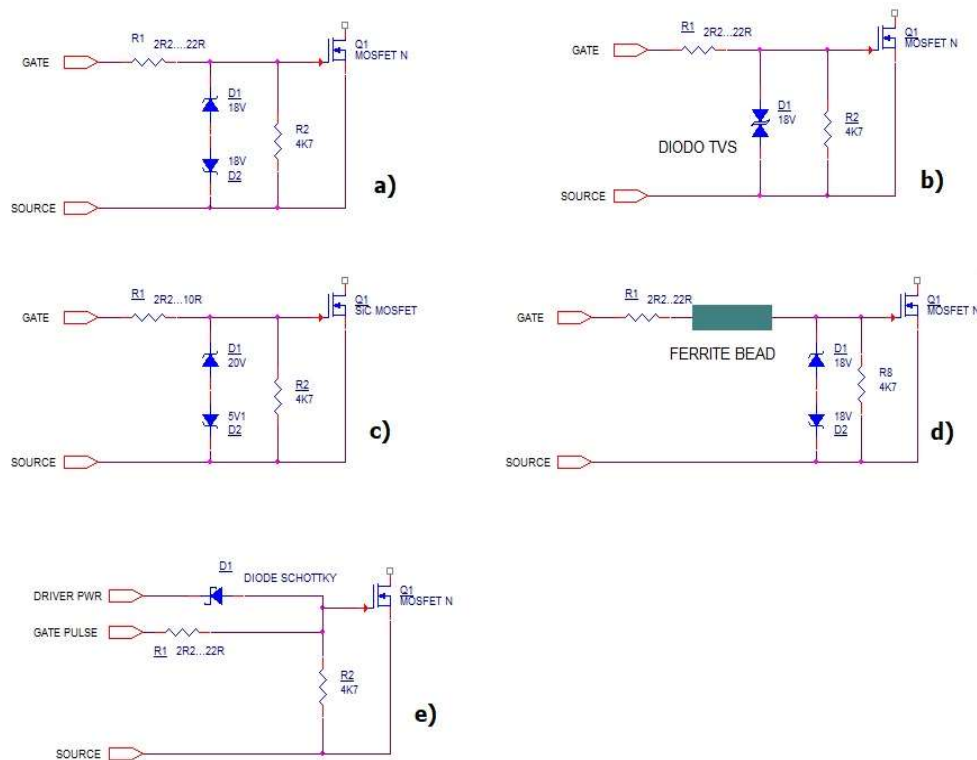 R1
2R2...22R
Q1
MOSFET N
GATE
D1
18V
R2
4K7
18V
D2
SOURCE
a)
R1
2R2...22R
Q1
MOSFET N
GATE
D1
18V
R2
4K7
DIODO TVS
SOURCE
b)
R1
2R2...10R
Q1
SiC MOSFET
GATE
D1
20V
R2
4K7
5V1
D2
SOURCE
c)
R1
2R2..22R
Q1
MOSFET N
GATE
FERRITE BEAD
D1
18V
R8
4K7
18V
D2
SOURCE
d)
D1
DIODE SCHOTTKY
Q1
MOSFET N
DRIVER PWR
GATE PULSE
R1 2R2...22R
R2
4K7
SOURCE
e)